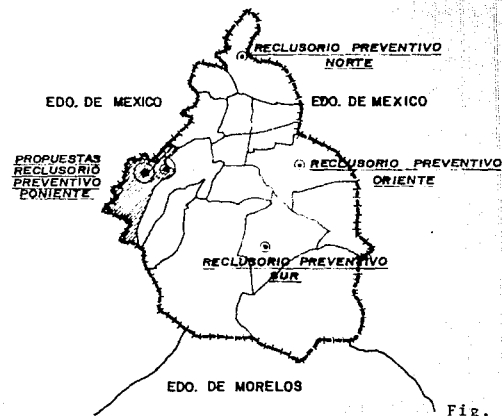 RECLUSORIO PREVENTIVO
NORTE
EDO. DE MEXICO
EDO. DE MEXICO
PROPUESTAS
RECLUSORIO
PREVENTIVO
PONIENTE
RECLUSORIO PREVENTIVO
ORIENTE
RECLUSORIO PREVENTIVO
SUR
EDO. DE MORELOS
Fig.